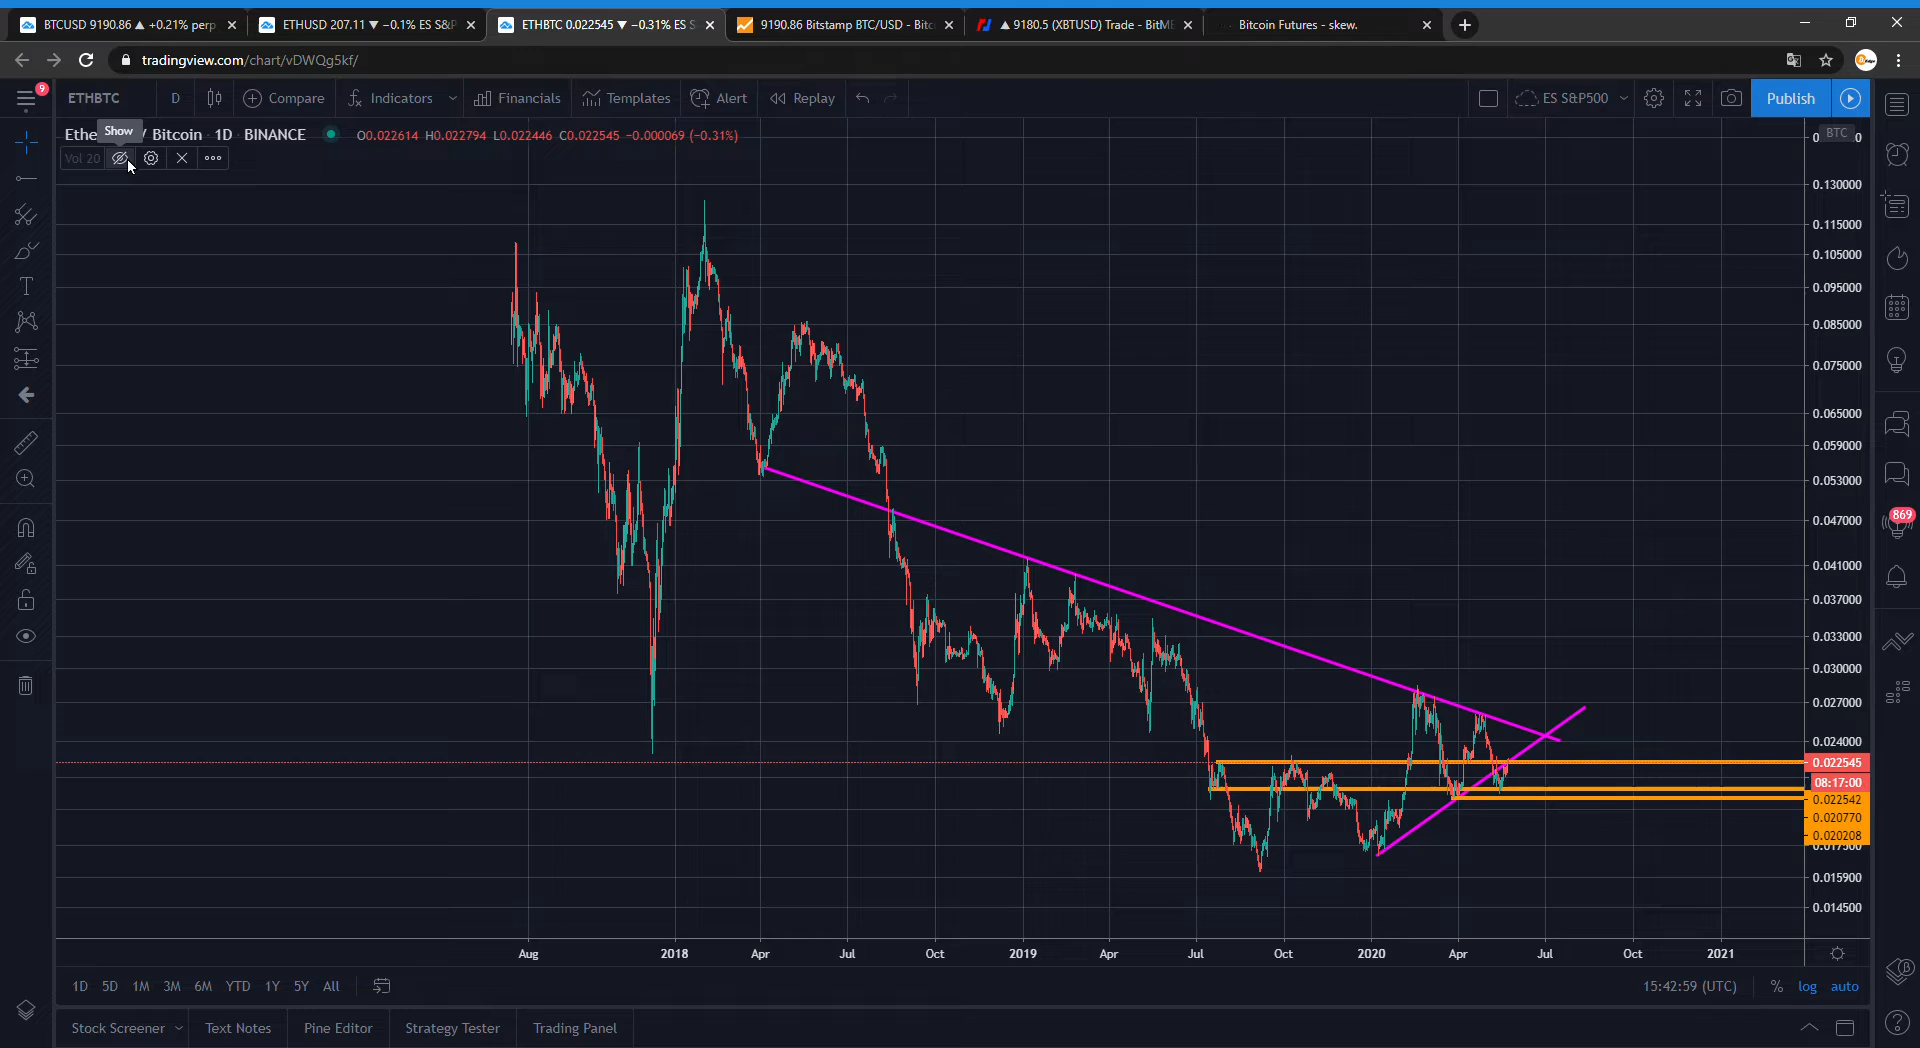 BTCUSD 9190.86 ▲ +0.21% perp
ETHUSD 207.11 ▼ −0.1% ES S&P
ETHBTC 0.022545 ▼ −0.31% ES S
9190.86 Bitstamp BTC/USD - Bitc
▲ 9180.5 (XBTUSD) Trade - BitME
Bitcoin Futures - skew.
tradingview.com/chart/vDWQg5kf/
9
ETHBTC
D
Compare
Indicators
Financials
Templates
Alert
Replay
ES S&P500
Publish
Show
Ethe / Bitcoin · 1D · BINANCE
O0.022614 H0.022794 L0.022446 C0.022545 −0.000069 (−0.31%)
Vol 20
BTC
0.130000
0.115000
0.105000
0.095000
0.085000
0.075000
0.065000
0.059000
0.053000
0.047000
869
0.041000
0.037000
0.033000
0.030000
0.027000
0.024000
0.022545
08:17:00
0.022542
0.020770
0.020208
0.017500
0.015900
0.014500
Aug 2018 Apr Jul Oct 2019 Apr Jul Oct 2020 Apr Jul Oct 2021
1D 5D 1M 3M 6M YTD 1Y 5Y All
15:42:59 (UTC) % log auto
Stock Screener Text Notes Pine Editor Strategy Tester Trading Panel